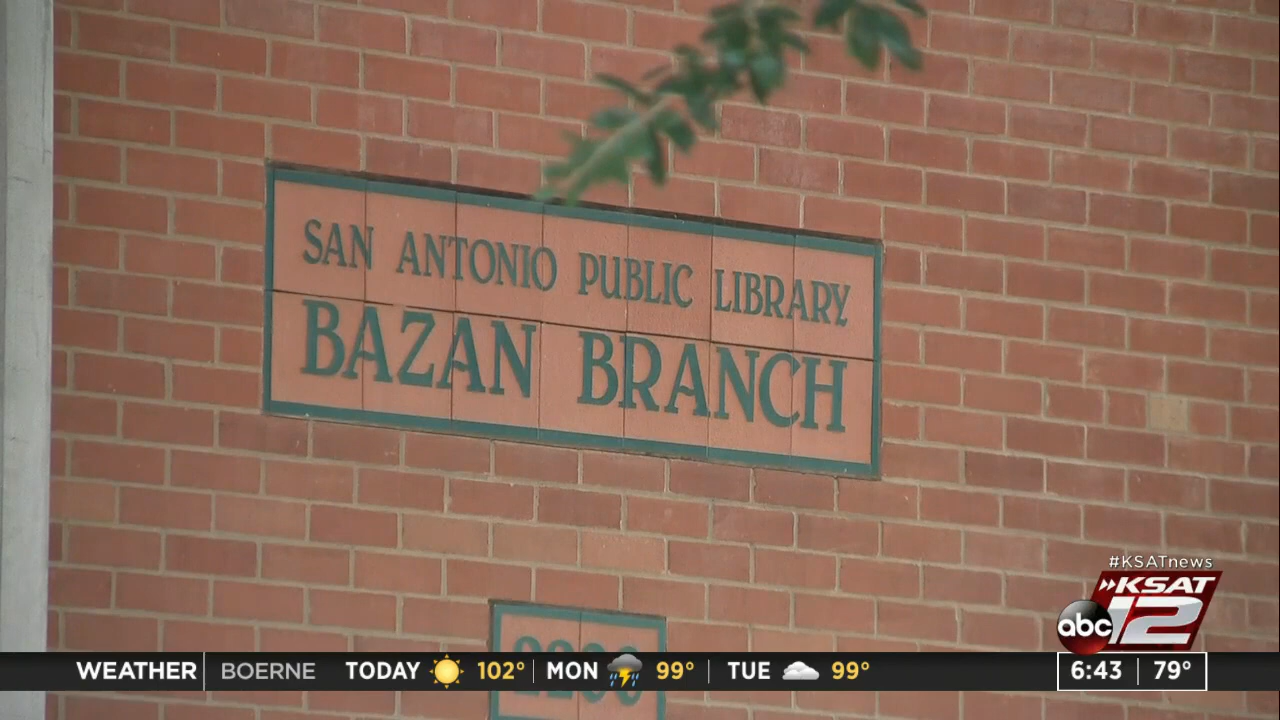 SAN ANTONIO PUBLIC LIBRARY
BAZAN BRANCH
#KSATnews
KSAT
abc 12
WEATHER BOERNE TODAY 102° MON 99° TUE 99° 6:43 79°